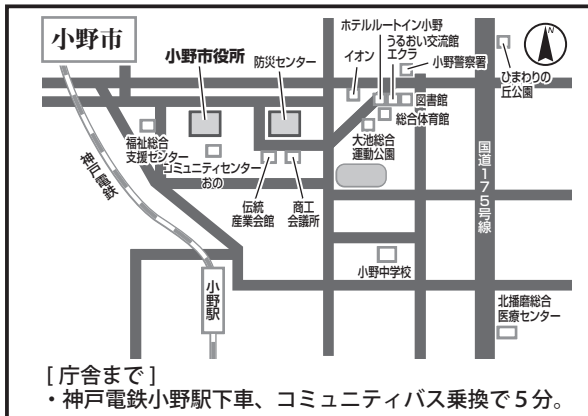 小野市
小野市役所
防災センター
ホテルルートイン小野
うるおい交流館
エクラ
イオン
小野警察署
ひまわりの
丘公園
図書館
総合体育館
大池総合
運動公園
福祉総合
支援センター
コミュニティセンター
おの
伝統
産業会館
商工
会議所
神戸電鉄
国道175号線
小野中学校
小野駅
北播磨総合
医療センター
N
[庁舎まで]
・神戸電鉄小野駅下車、コミュニティバス乗換で5分。